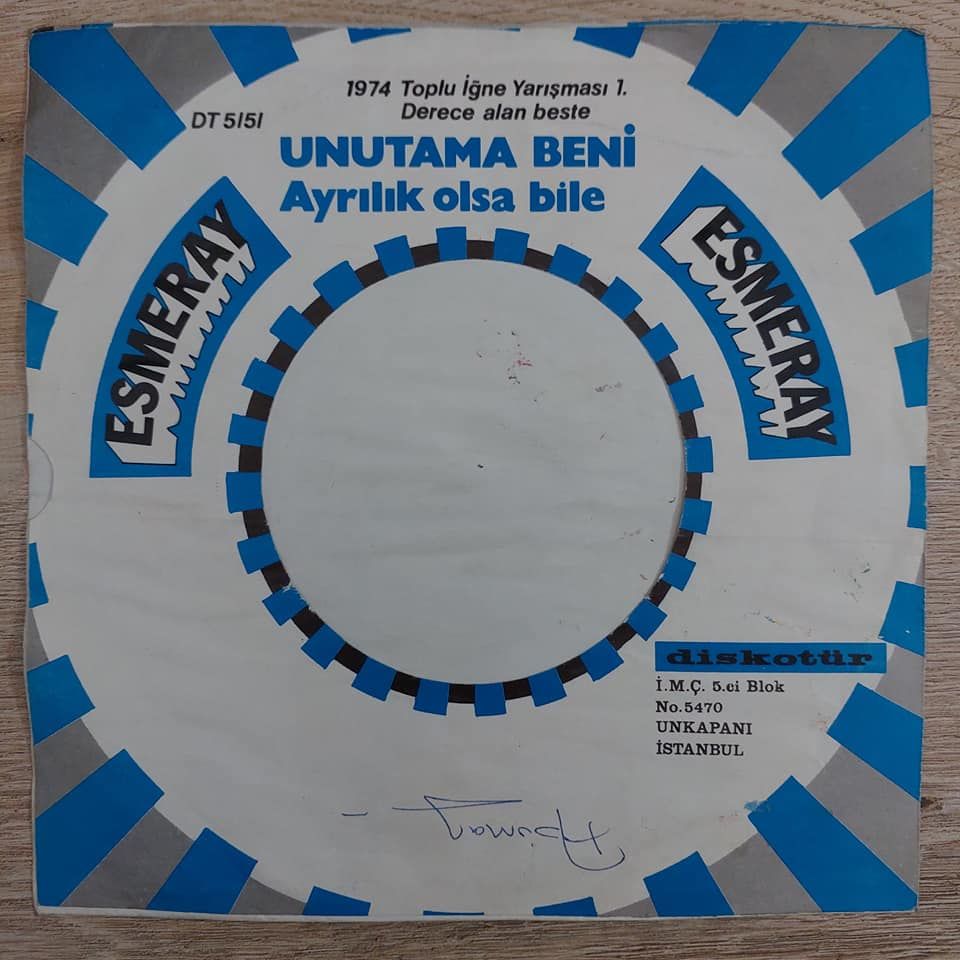 1974 Toplu İğne Yarışması 1.
Derece alan beste
DT 5151
UNUTAMA BENİ
Ayrılık olsa bile
ESMERAY
ESMERAY
diskotür
İ.M.Ç. 5.ci Blok
No.5470
UNKAPANI
İSTANBUL